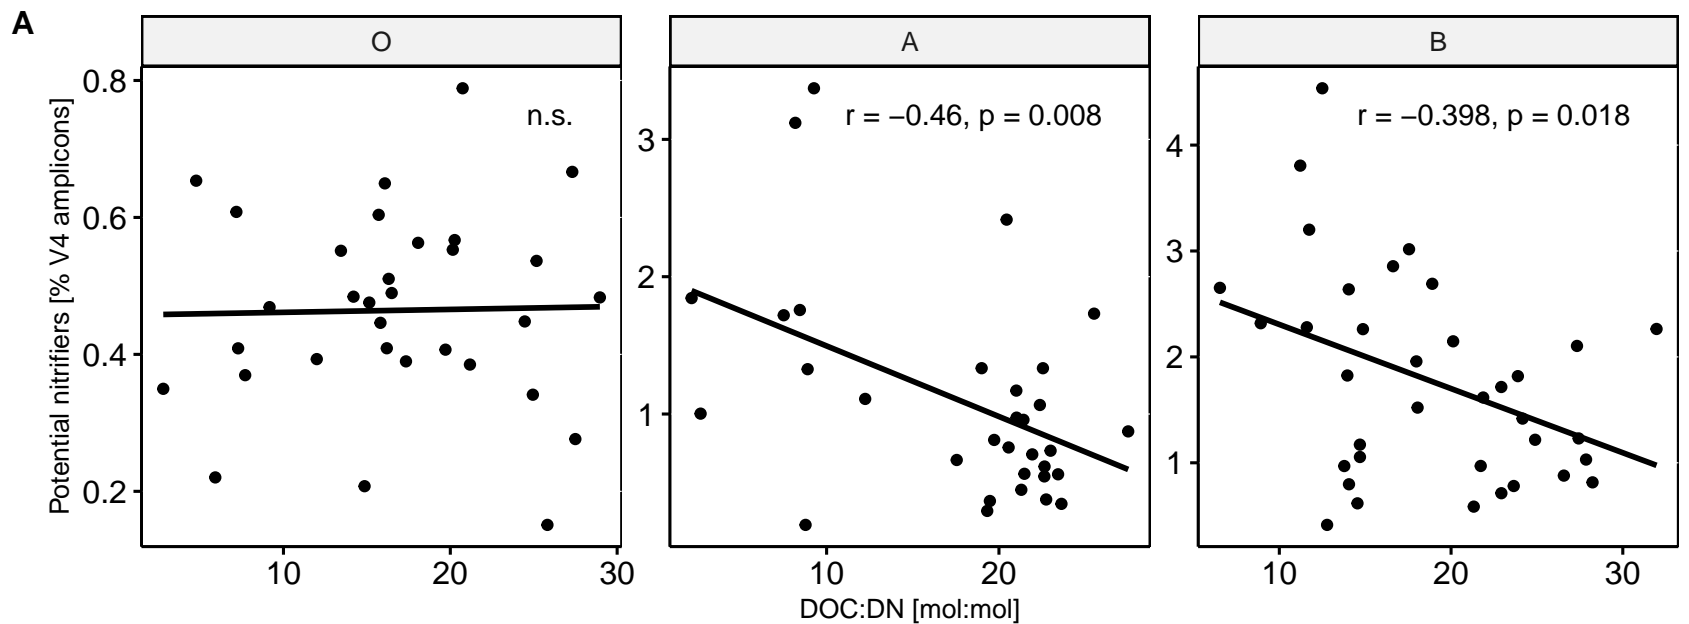 A
O
A
B
Potential nitrifiers [% V4 amplicons]
0.8
0.6
0.4
0.2
n.s.
10
20
30
3
2
1
r = −0.46, p = 0.008
10
20
4
3
2
1
r = −0.398, p = 0.018
10
20
30
DOC:DN [mol:mol]